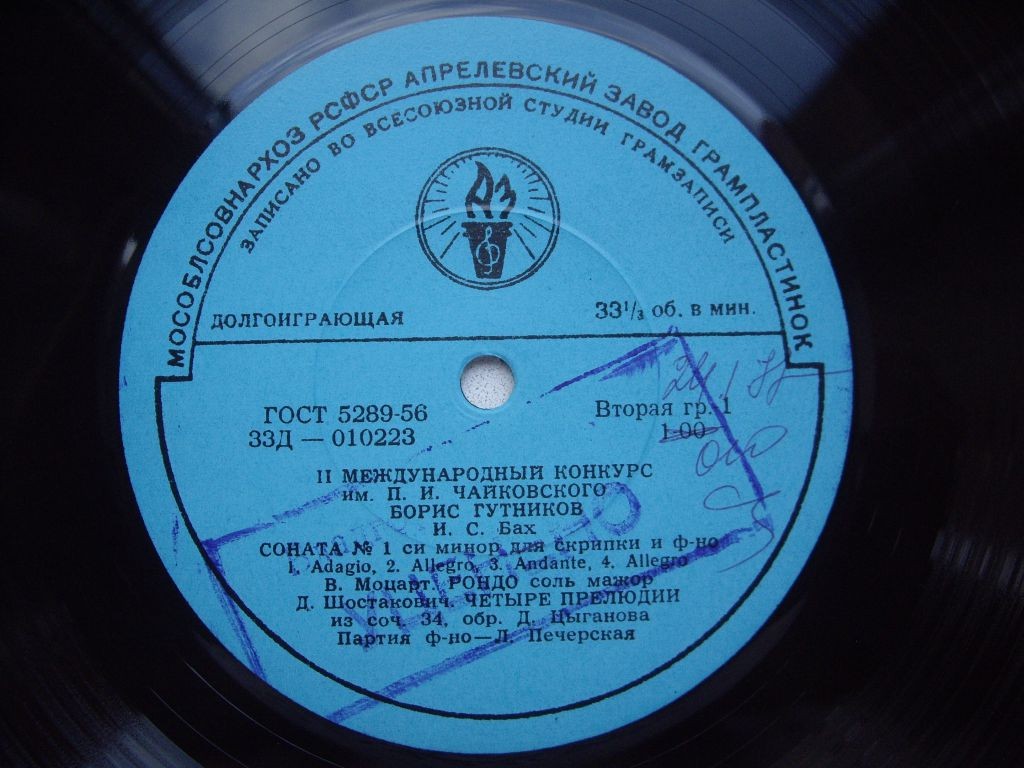 МОСОБЛСОВНАРХОЗ РСФСР АПРЕЛЕВСКИЙ ЗАВОД ГРАМПЛАСТИНОК
ЗАПИСАНО ВО ВСЕСОЮЗНОЙ СТУДИИ ГРАМЗАПИСИ
АЗ
ДОЛГОИГРАЮЩАЯ 33⅓ об. в мин.
ГОСТ 5289-56 Вторая гр. 1
33Д — 010223 1-00
II МЕЖДУНАРОДНЫЙ КОНКУРС
им. П. И. ЧАЙКОВСКОГО
БОРИС ГУТНИКОВ
И. С. Бах
СОНАТА № 1 си минор для скрипки и ф-но
1. Adagio, 2. Allegro, 3. Andante, 4. Allegro
В. Моцарт. РОНДО соль мажор
Д. Шостакович. ЧЕТЫРЕ ПРЕЛЮДИИ
из соч. 34, обр. Д. Цыганова
Партия ф-но — Л. Печерская
УЦЕНЕНО